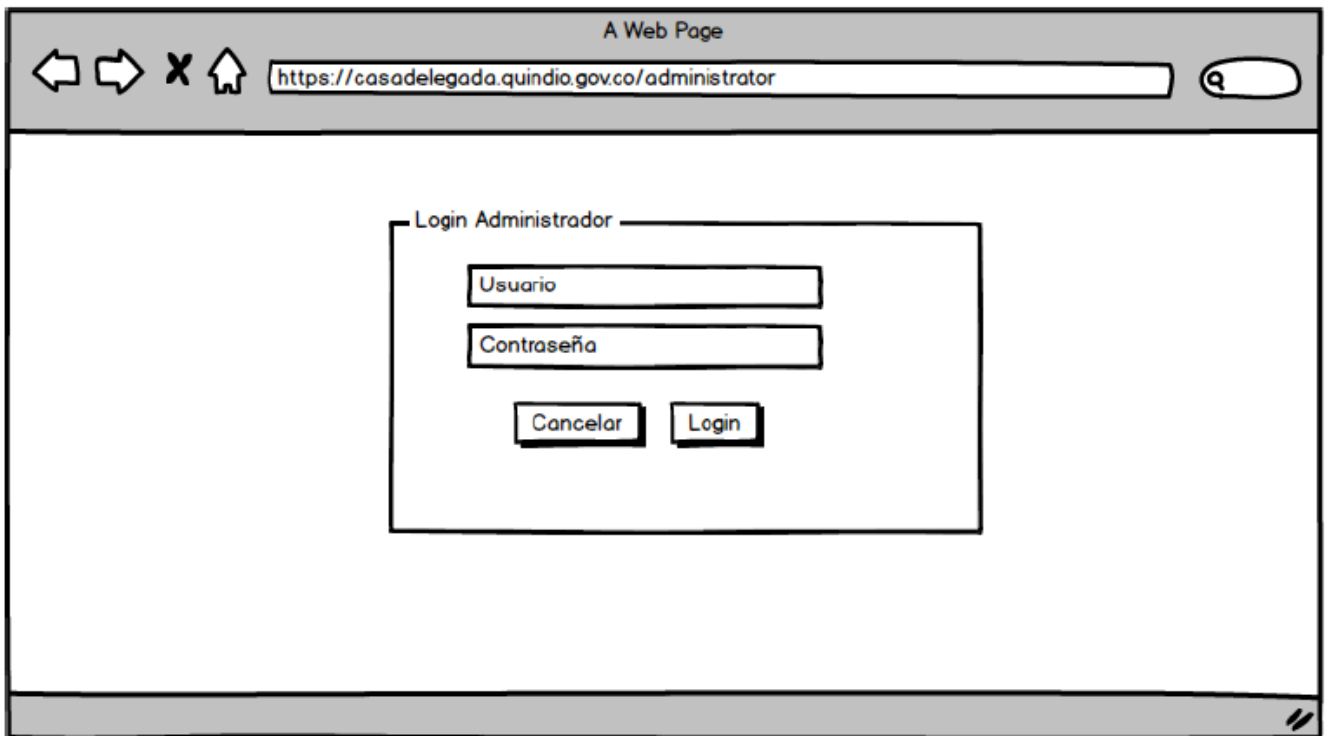 A Web Page
https://casadelegada.quindio.gov.co/administrator
Login Administrador
Usuario
Contraseña
Cancelar Login